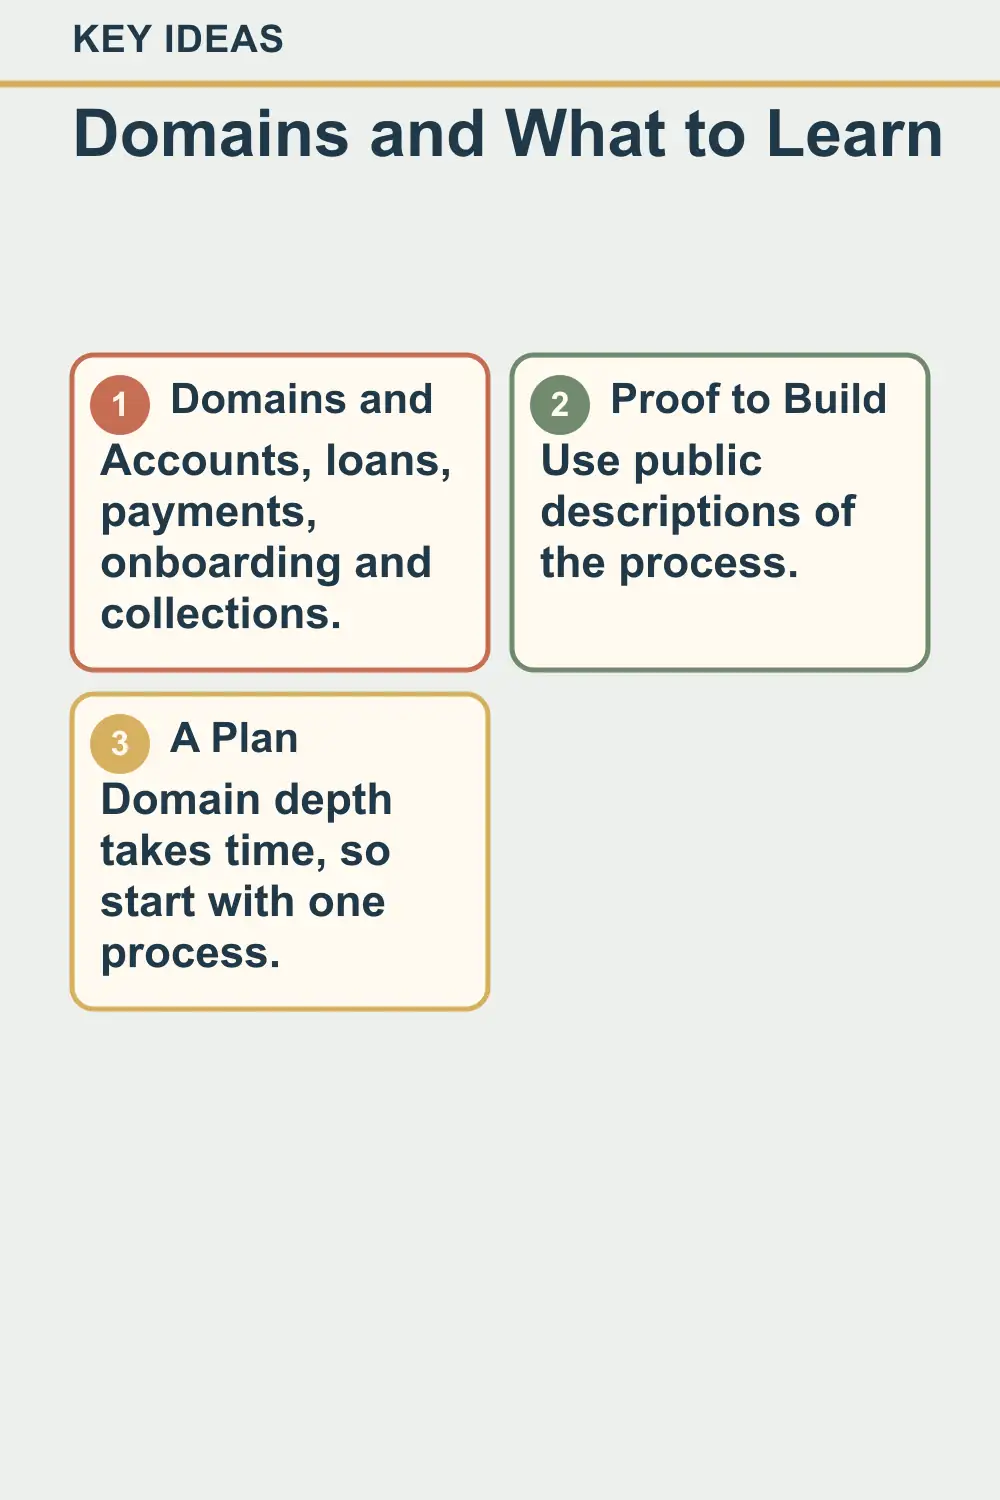 KEY IDEAS
Domains and What to Learn
1 Domains and
Accounts, loans,
payments,
onboarding and
collections.
2 Proof to Build
Use public
descriptions of
the process.
3 A Plan
Domain depth
takes time, so
start with one
process.